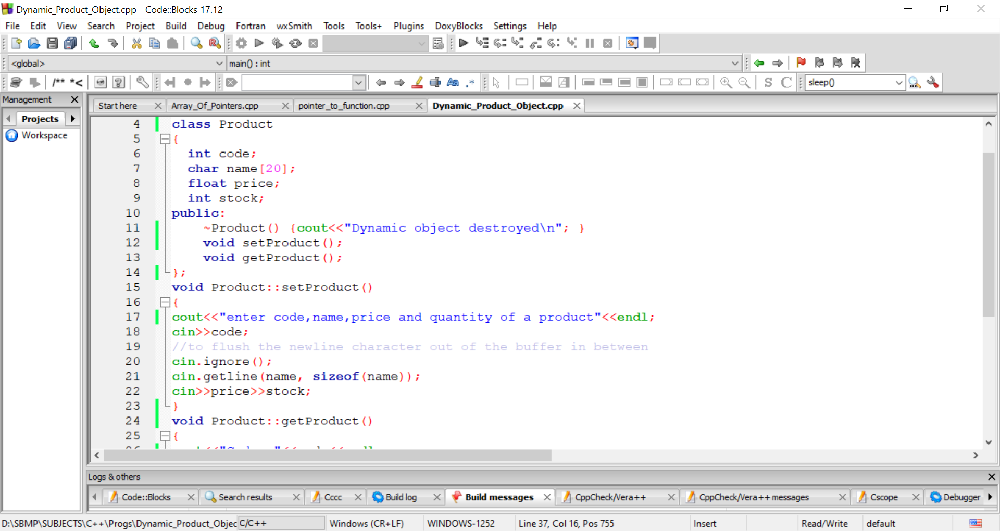 Dynamic_Product_Object.cpp - Code::Blocks 17.12
File Edit View Search Project Build Debug Fortran wxSmith Tools Tools+ Plugins DoxyBlocks Settings Help
<global> main() : int
/** *< sleep()
Management
Start here Array_Of_Pointers.cpp pointer_to_function.cpp Dynamic_Product_Object.cpp
Projects
Workspace
4 class Product
5 {
6 int code;
7 char name[20];
8 float price;
9 int stock;
10 public:
11 ~Product() {cout<<"Dynamic object destroyed\n"; }
12 void setProduct();
13 void getProduct();
14 };
15 void Product::setProduct()
16 {
17 cout<<"enter code,name,price and quantity of a product"<<endl;
18 cin>>code;
19 //to flush the newline character out of the buffer in between
20 cin.ignore();
21 cin.getline(name, sizeof(name));
22 cin>>price>>stock;
23 }
24 void Product::getProduct()
25 {
Logs & others
Code::Blocks Search results Cccc Build log Build messages CppCheck/Vera++ CppCheck/Vera++ messages Cscope Debugger
D:\SBMP\SUBJECTS\C++\Progs\Dynamic_Product_Objec C/C++ Windows (CR+LF) WINDOWS-1252 Line 37, Col 16, Pos 755 Insert Read/Write default